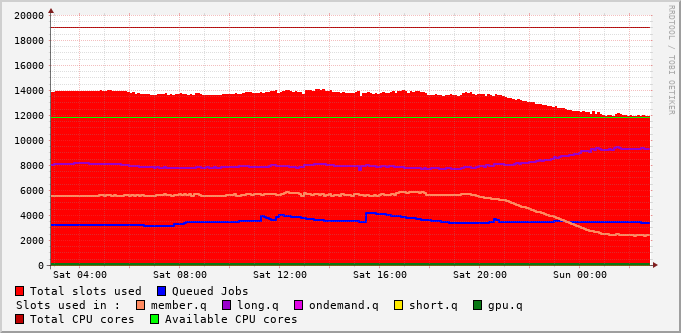 RRDTOOL / TOBI OETIKER
20000
18000
16000
14000
12000
10000
8000
6000
4000
2000
0
Sat 04:00 Sat 08:00 Sat 12:00 Sat 16:00 Sat 20:00 Sun 00:00
Total slots used Queued Jobs
Slots used in : member.q long.q ondemand.q short.q gpu.q
Total CPU cores Available CPU cores